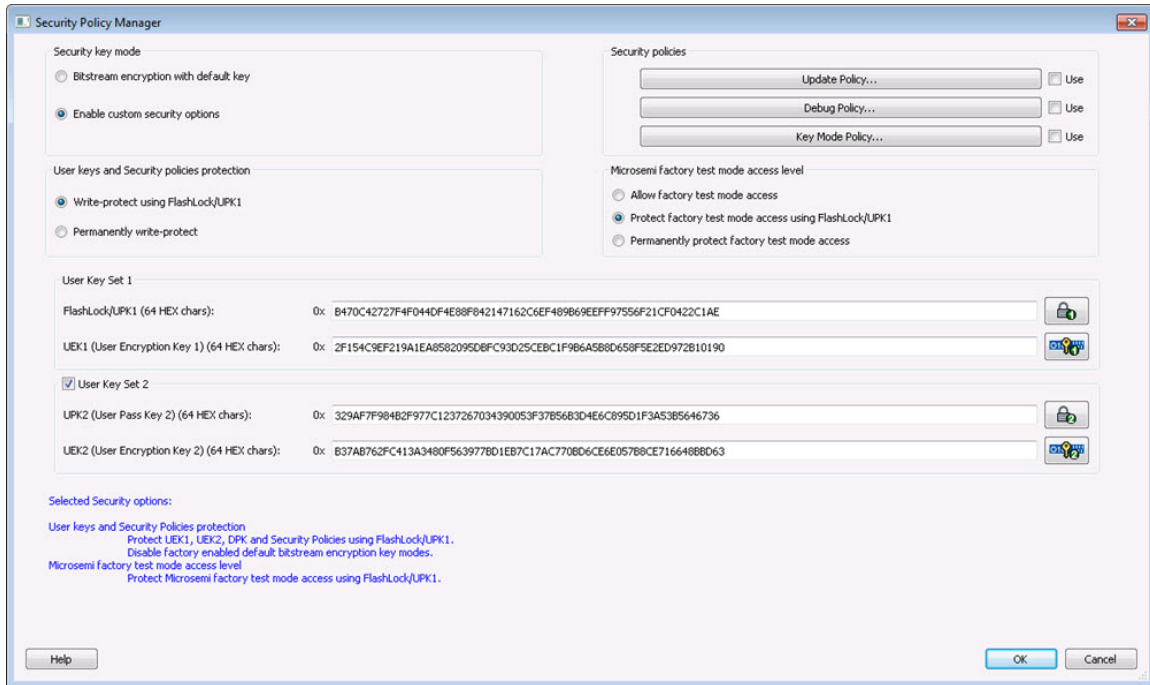 Security Policy Manager
Security key mode
Bitstream encryption with default key
Enable custom security options
Security policies
Update Policy...
Use
Debug Policy...
Use
Key Mode Policy...
Use
User keys and Security policies protection
Write-protect using FlashLock/UPK1
Permanently write-protect
Microsemi factory test mode access level
Allow factory test mode access
Protect factory test mode access using FlashLock/UPK1
Permanently protect factory test mode access
User Key Set 1
FlashLock/UPK1 (64 HEX chars): 0x B470C42727F4F044DF4E88F842147162C6EF489B69EEFF97556F21CF0422C1AE
UEK1 (User Encryption Key 1) (64 HEX chars): 0x 2F154C9EF219A1EA8582095DBFC93D25CEBC1F9B6A5B8D658F5E2ED972B10190
User Key Set 2
UPK2 (User Pass Key 2) (64 HEX chars): 0x 329AF7F984B2F977C1237267034390053F37B56B3D4E6C895D1F3A53B5646736
UEK2 (User Encryption Key 2) (64 HEX chars): 0x B37AB762FC413A3480F563977BD1EB7C17AC770BD6CE6E057B8CE716648BBD63
Selected Security options:
User keys and Security Policies protection
Protect UEK1, UEK2, DPK and Security Policies using FlashLock/UPK1.
Disable factory enabled default bitstream encryption key modes.
Microsemi factory test mode access level
Protect Microsemi factory test mode access using FlashLock/UPK1.
Help
OK
Cancel